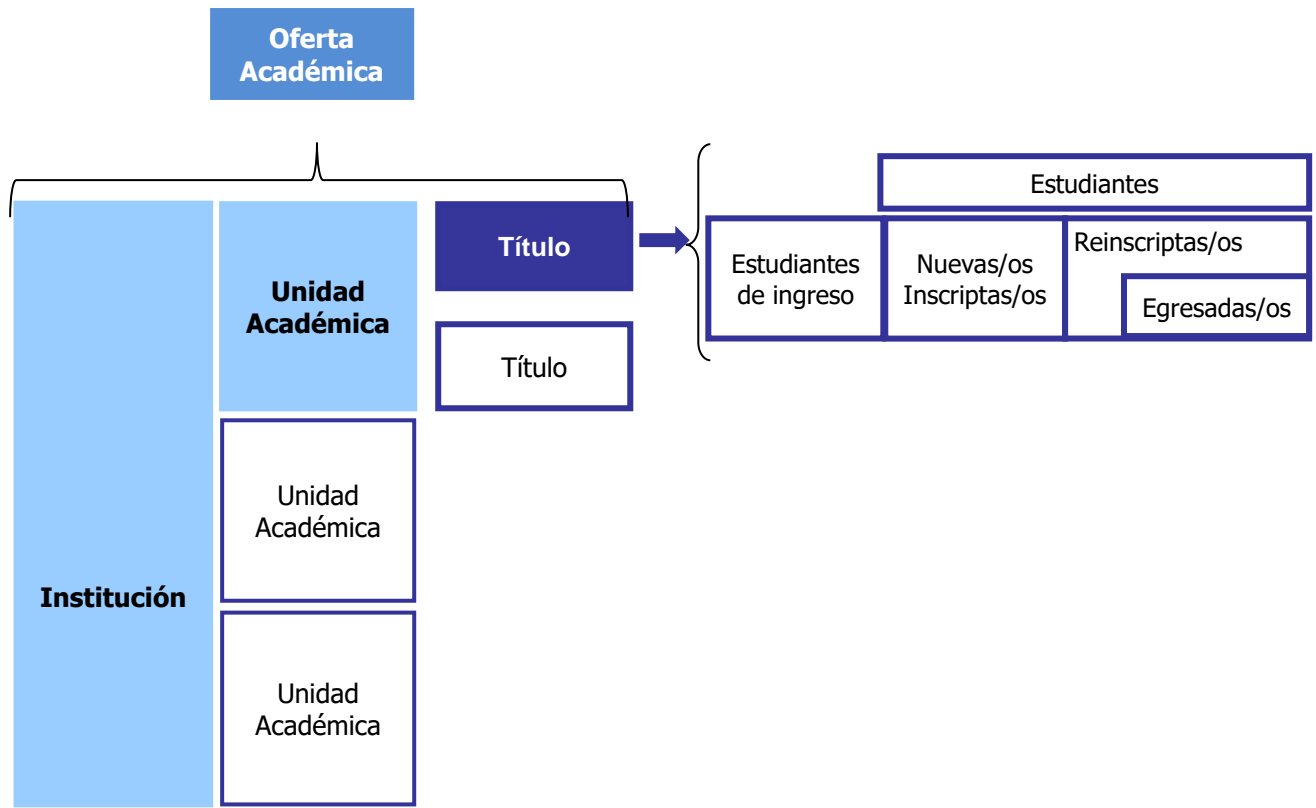 Oferta
Académica
Institución
Unidad
Académica
Título
Título
Unidad
Académica
Unidad
Académica
Estudiantes
Estudiantes
de ingreso
Nuevas/os
Inscriptas/os
Reinscriptas/os
Egresadas/os